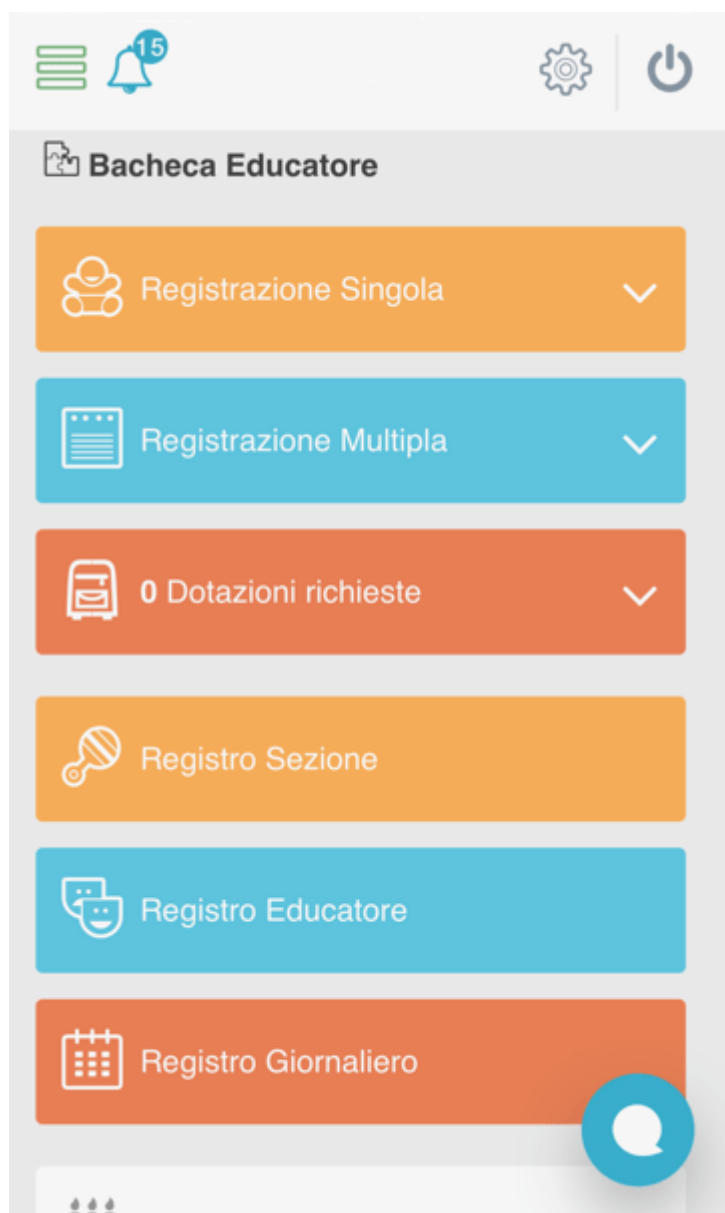 15
Bacheca Educatore
Registrazione Singola
Registrazione Multipla
0 Dotazioni richieste
Registro Sezione
Registro Educatore
Registro Giornaliero